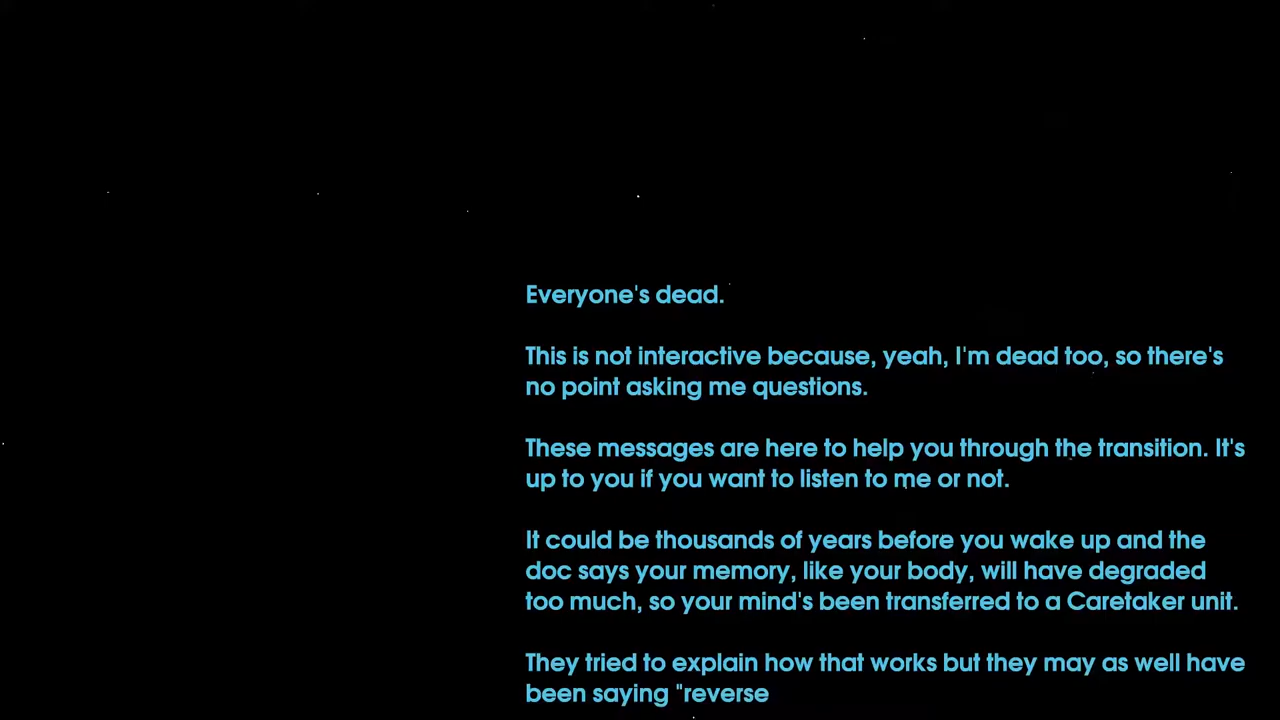 Everyone's dead.
This is not interactive because, yeah, I'm dead too, so there's
no point asking me questions.
These messages are here to help you through the transition. It's
up to you if you want to listen to me or not.
It could be thousands of years before you wake up and the
doc says your memory, like your body, will have degraded
too much, so your mind's been transferred to a Caretaker unit.
They tried to explain how that works but they may as well have
been saying "reverse